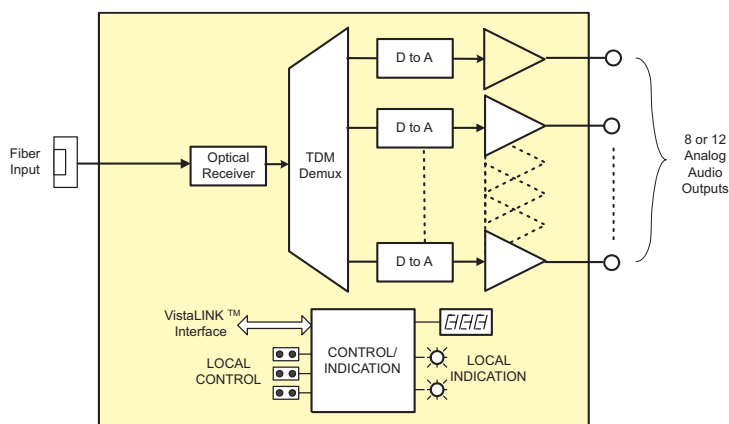 D to A
D to A
8 or 12
Analog
Audio
Outputs
Fiber
Input
Optical
Receiver
TDM
Demux
D to A
VistaLINK ™
Interface
LOCAL
CONTROL
CONTROL/
INDICATION
LOCAL
INDICATION